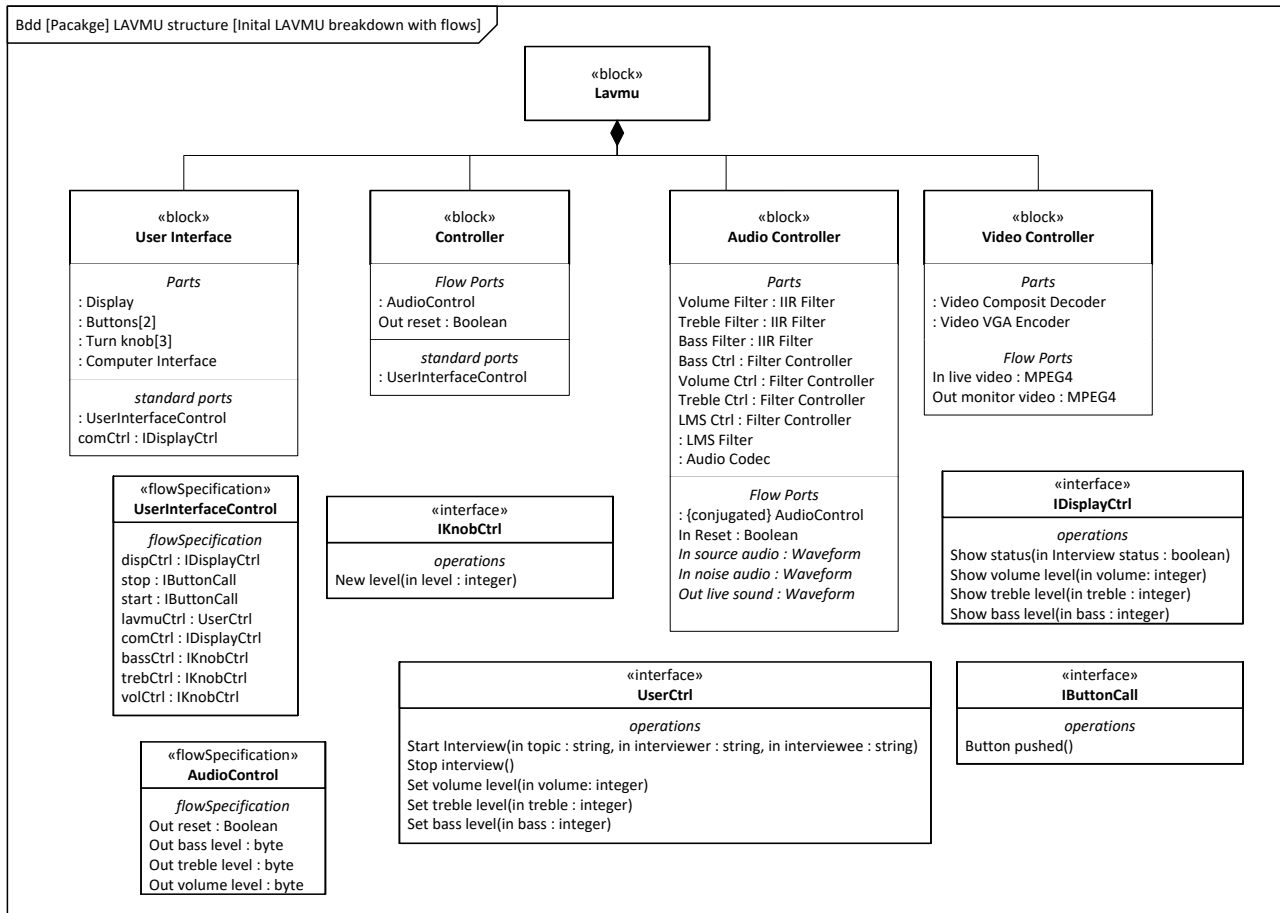 Bdd [Pacakge] LAVMU structure [Inital LAVMU breakdown with flows]
«block»
Lavmu
«block»
User Interface
Parts
: Display
: Buttons[2]
: Turn knob[3]
: Computer Interface
standard ports
: UserInterfaceControl
comCtrl : IDisplayCtrl
«block»
Controller
Flow Ports
: AudioControl
Out reset : Boolean
standard ports
: UserInterfaceControl
«block»
Audio Controller
Parts
Volume Filter : IIR Filter
Treble Filter : IIR Filter
Bass Filter : IIR Filter
Bass Ctrl : Filter Controller
Volume Ctrl : Filter Controller
Treble Ctrl : Filter Controller
LMS Ctrl : Filter Controller
: LMS Filter
: Audio Codec
Flow Ports
: {conjugated} AudioControl
In Reset : Boolean
In source audio : Waveform
In noise audio : Waveform
Out live sound : Waveform
«block»
Video Controller
Parts
: Video Composit Decoder
: Video VGA Encoder
Flow Ports
In live video : MPEG4
Out monitor video : MPEG4
«flowSpecification»
UserInterfaceControl
flowSpecification
dispCtrl : IDisplayCtrl
stop : IButtonCall
start : IButtonCall
lavmuCtrl : UserCtrl
comCtrl : IDisplayCtrl
bassCtrl : IKnobCtrl
trebCtrl : IKnobCtrl
volCtrl : IKnobCtrl
«interface»
IKnobCtrl
operations
New level(in level : integer)
«interface»
IDisplayCtrl
operations
Show status(in Interview status : boolean)
Show volume level(in volume: integer)
Show treble level(in treble : integer)
Show bass level(in bass : integer)
«interface»
UserCtrl
operations
Start Interview(in topic : string, in interviewer : string, in interviewee : string)
Stop interview()
Set volume level(in volume: integer)
Set treble level(in treble : integer)
Set bass level(in bass : integer)
«interface»
IButtonCall
operations
Button pushed()
«flowSpecification»
AudioControl
flowSpecification
Out reset : Boolean
Out bass level : byte
Out treble level : byte
Out volume level : byte